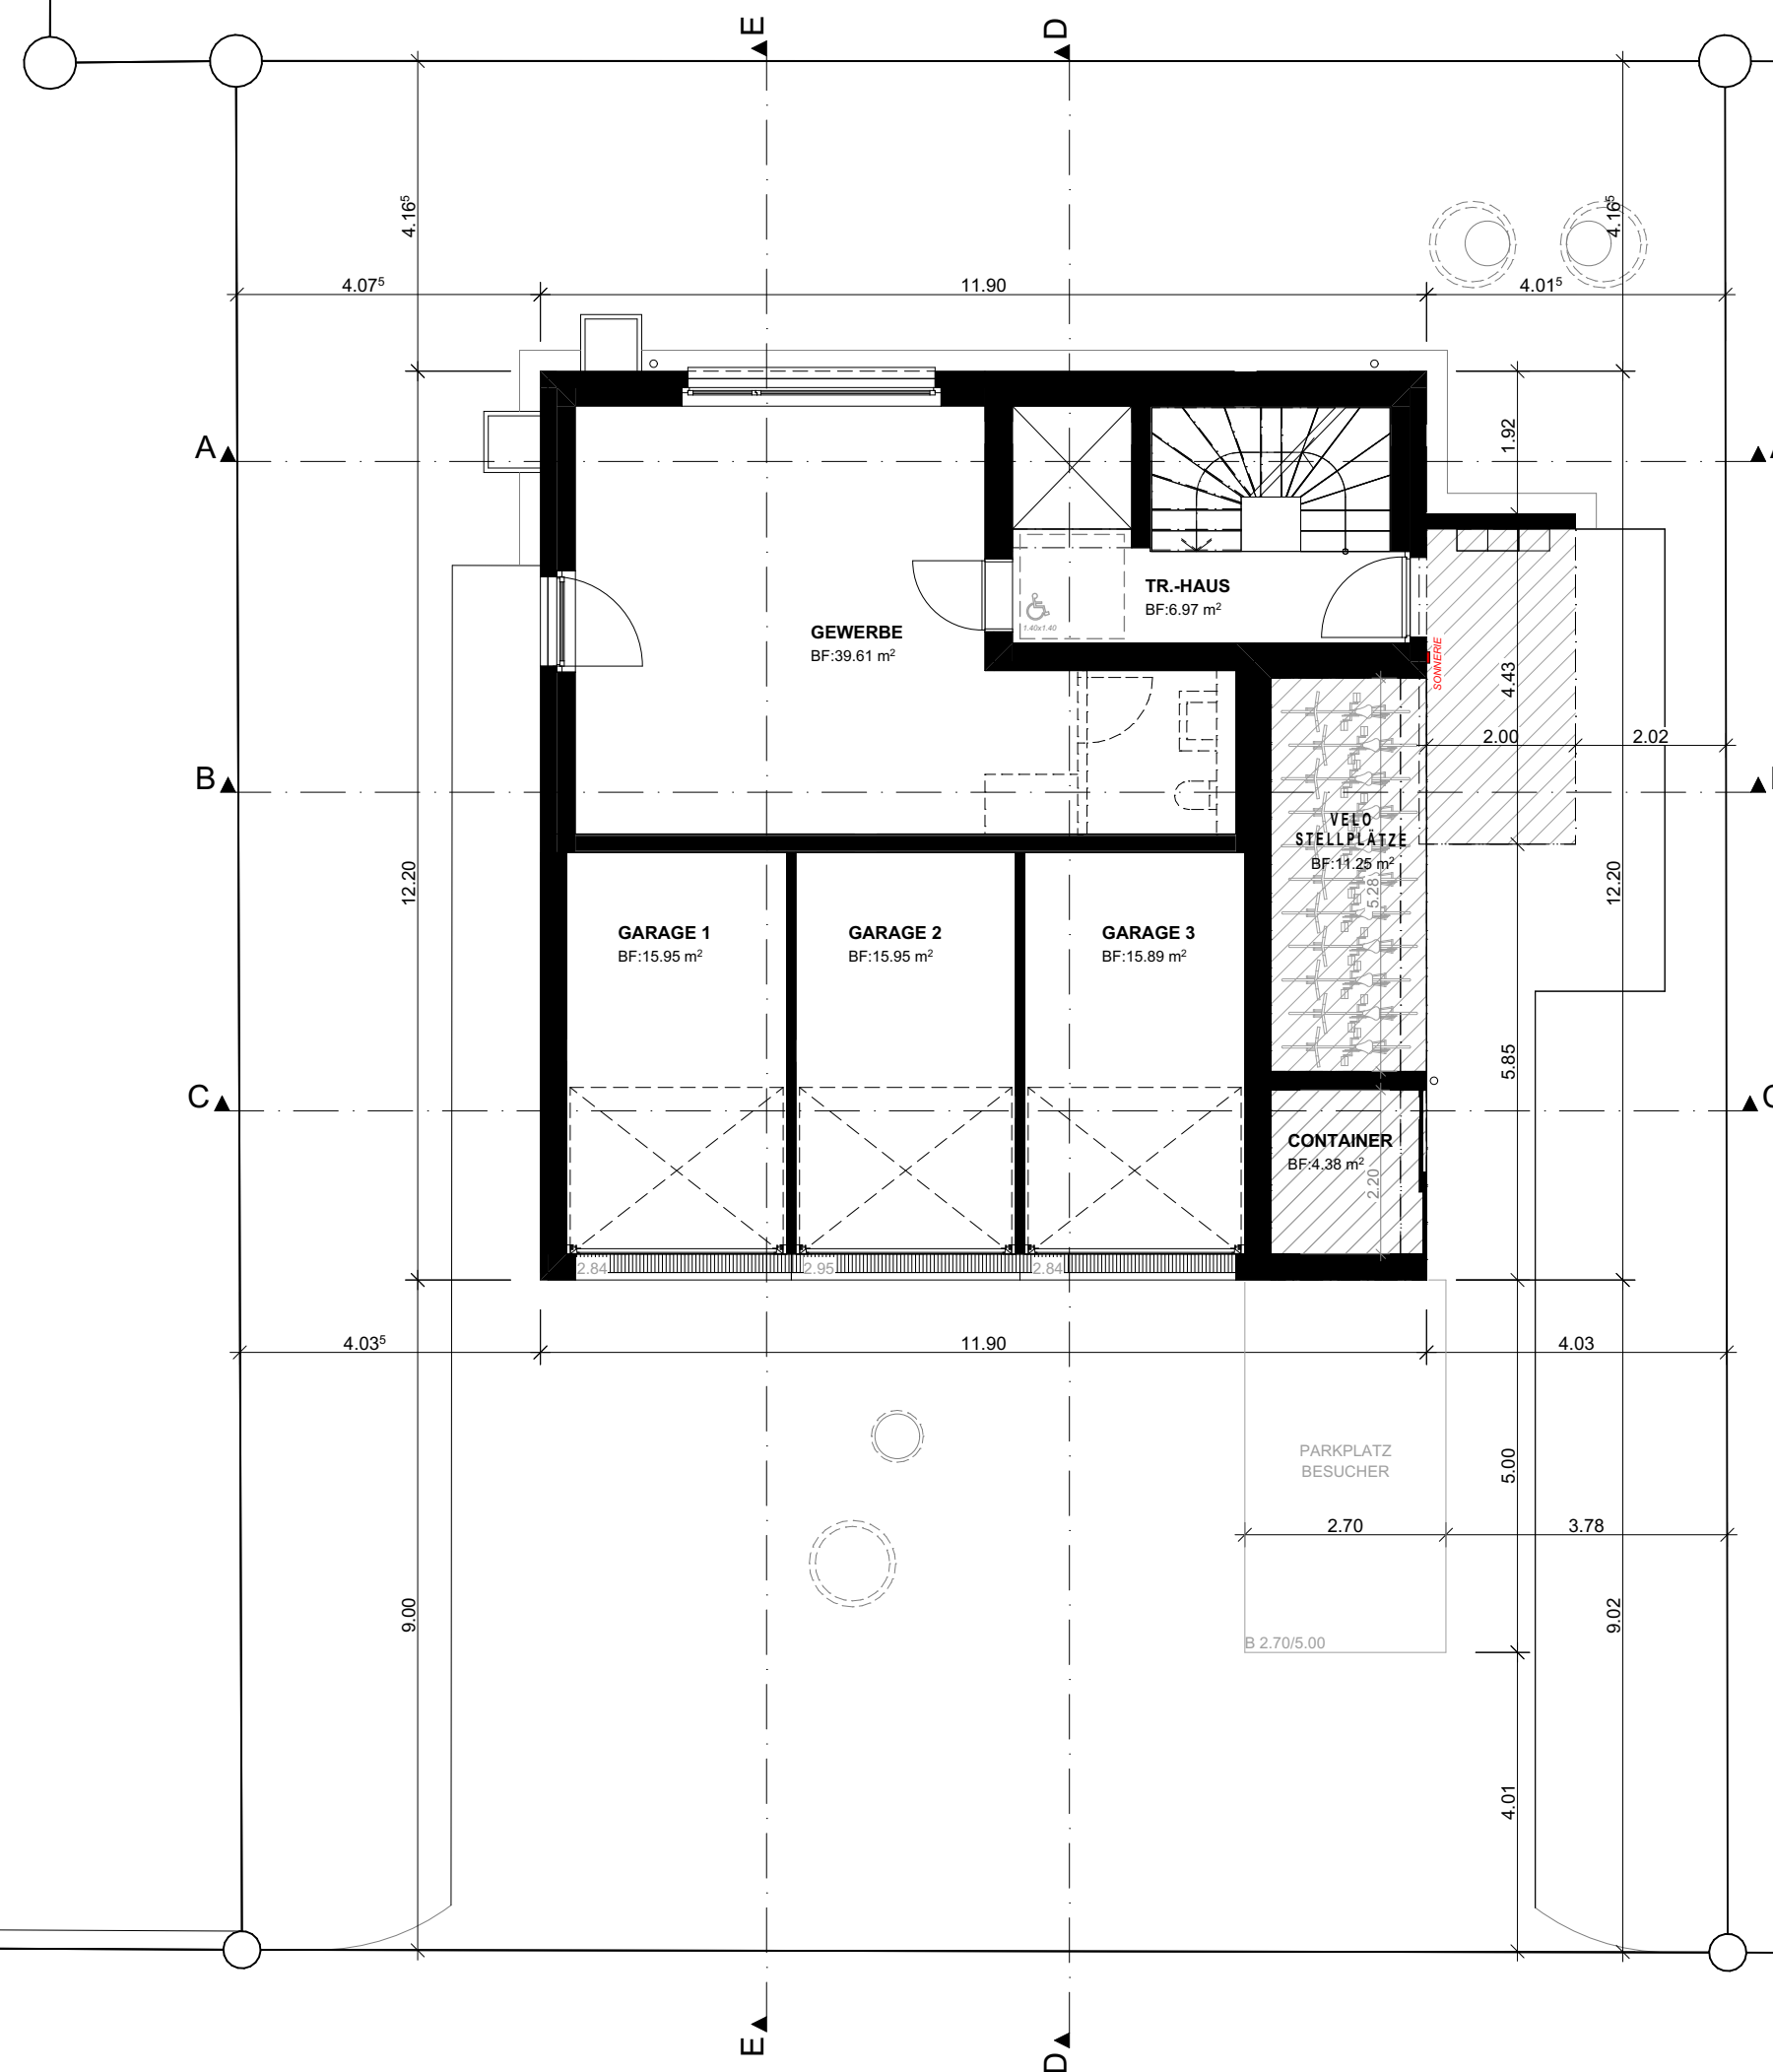 E
D
4.16⁵
4.16⁵
4.07⁵
11.90
4.01⁵
A
1.92
TR.-HAUS
BF:6.97 m²
1.40x1.40
GEWERBE
BF:39.61 m²
SONNERIE
4.43
2.00
2.02
B
VELO
STELLPLÄTZE
BF:11.25 m²
5.28
12.20
12.20
GARAGE 1
BF:15.95 m²
GARAGE 2
BF:15.95 m²
GARAGE 3
BF:15.89 m²
5.85
C
CONTAINER
BF:4.38 m²
2.20
2.84
2.95
2.84
4.03⁵
11.90
4.03
PARKPLATZ
BESUCHER
5.00
2.70
3.78
9.00
9.02
B 2.70/5.00
4.01
E
D